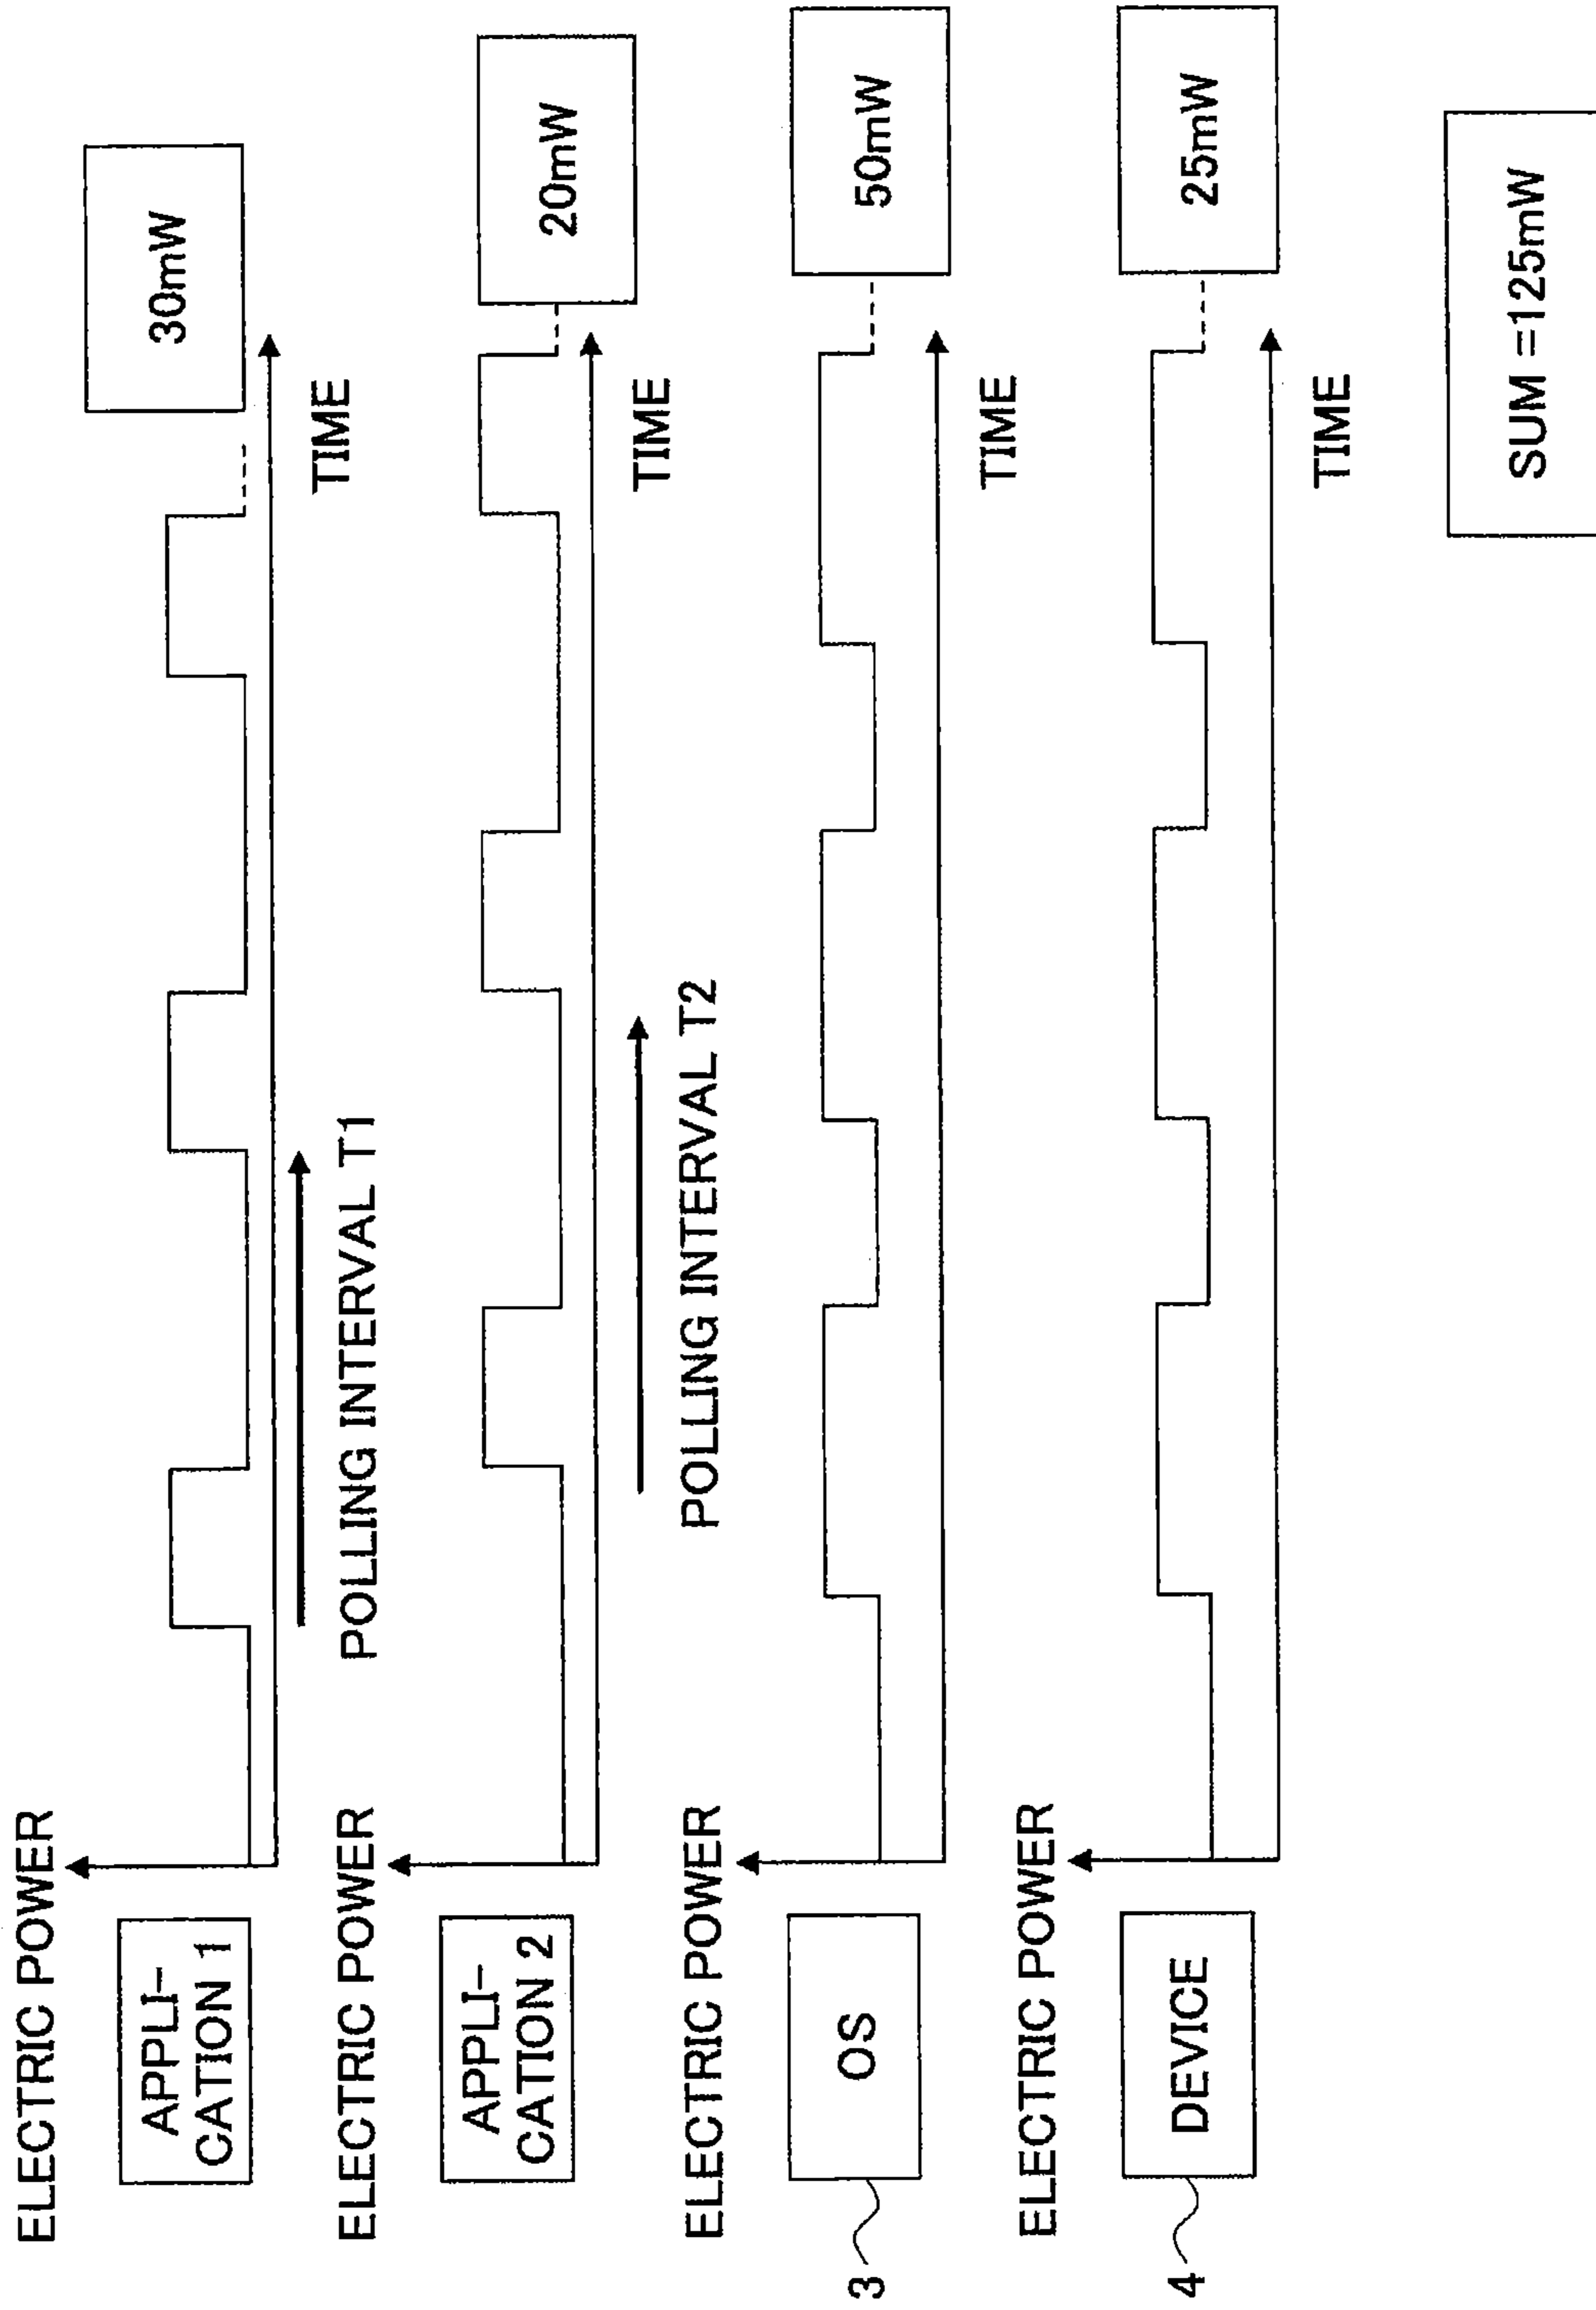 ELECTRIC POWER
APPLI-
CATION 1
30mW
TIME
POLLING INTERVAL T1
ELECTRIC POWER
APPLI-
CATION 2
20mW
TIME
POLLING INTERVAL T2
ELECTRIC POWER
OS
3
50mW
TIME
ELECTRIC POWER
DEVICE
4
25mW
TIME
SUM =125mW